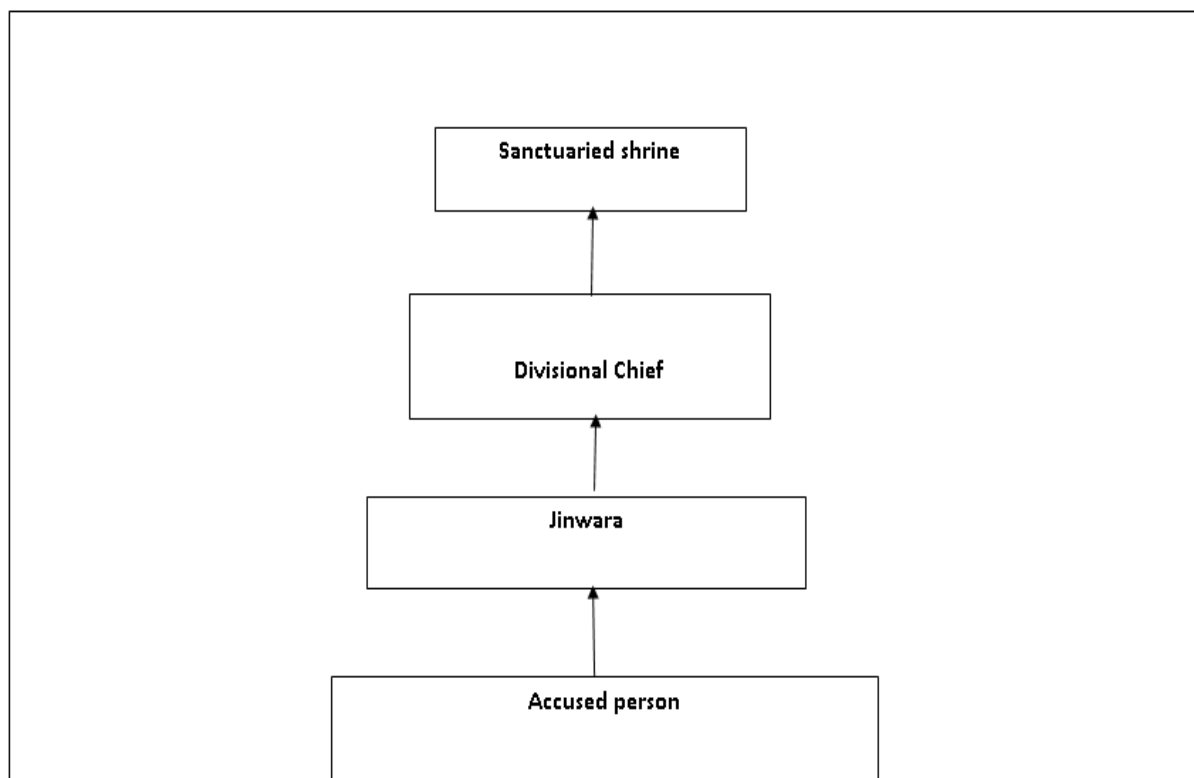 Sanctuaried shrine
Divisional Chief
Jinwara
Accused person